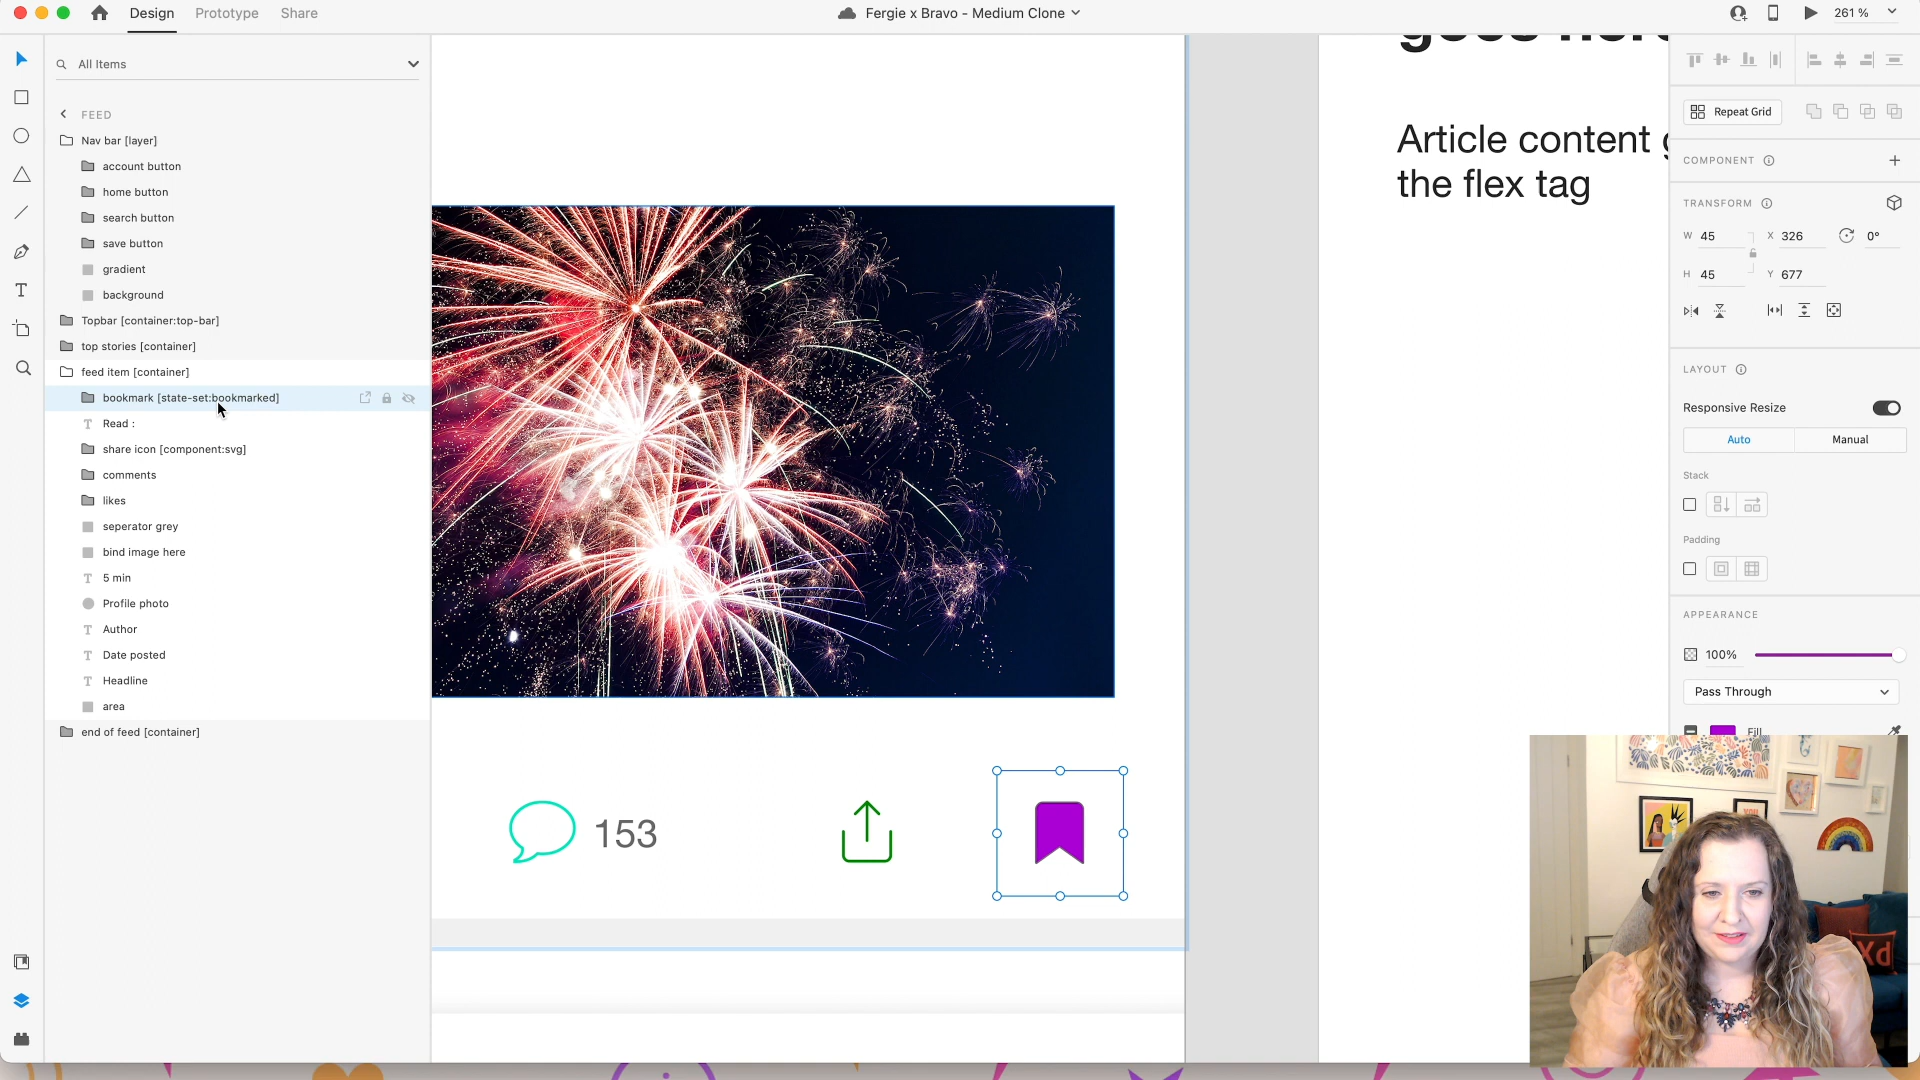 Design
Prototype
Share
Fergie x Bravo - Medium Clone
261 %
All Items
FEED
Nav bar [layer]
account button
home button
search button
save button
gradient
background
Topbar [container:top-bar]
top stories [container]
feed item [container]
bookmark [state-set:bookmarked]
Read :
share icon [component:svg]
comments
likes
seperator grey
bind image here
5 min
Profile photo
Author
Date posted
Headline
area
end of feed [container]
153
goes here
Article content
the flex tag
Repeat Grid
COMPONENT
TRANSFORM
W 45
X 326
0°
H 45
Y 677
LAYOUT
Responsive Resize
Auto
Manual
Stack
Padding
APPEARANCE
100%
Pass Through
Fill
Xd